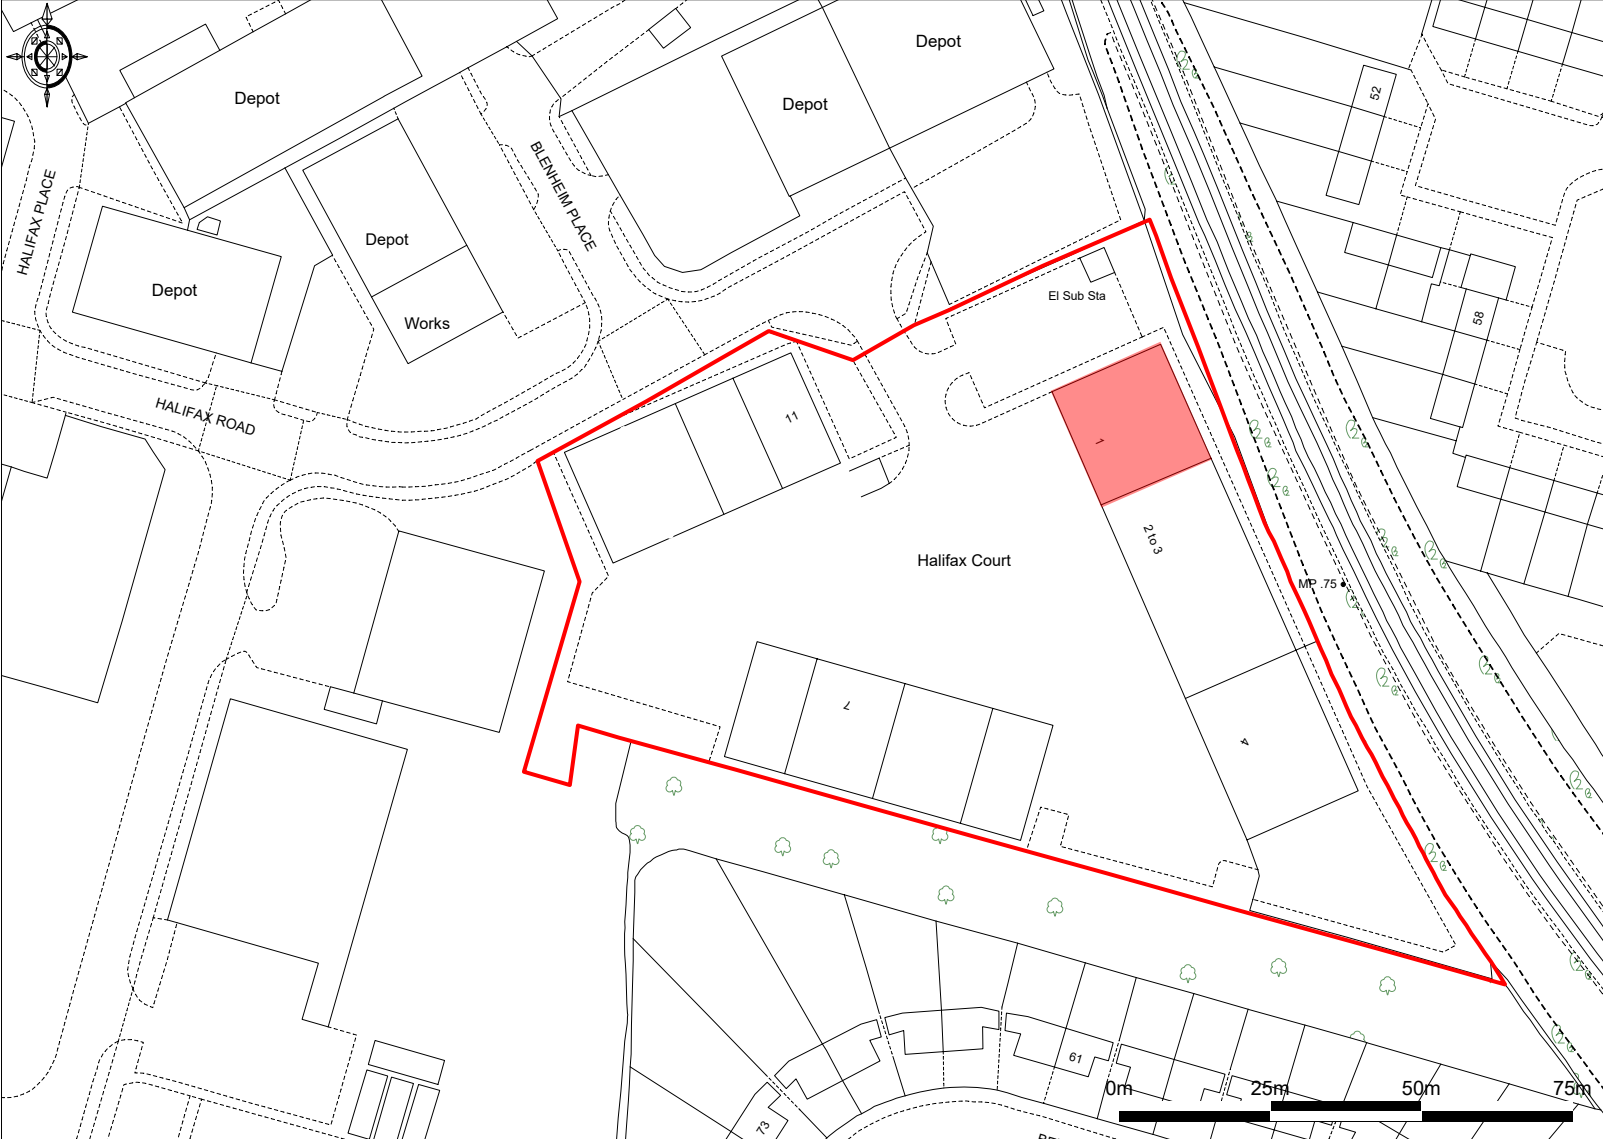 Depot
Depot
Depot
52
HALIFAX PLACE
BLENHEIM PLACE
Depot
Depot
El Sub Sta
Works
58
HALIFAX ROAD
11
1
2 to 3
Halifax Court
MP .75
7
4
61
73
0m 25m 50m 75m